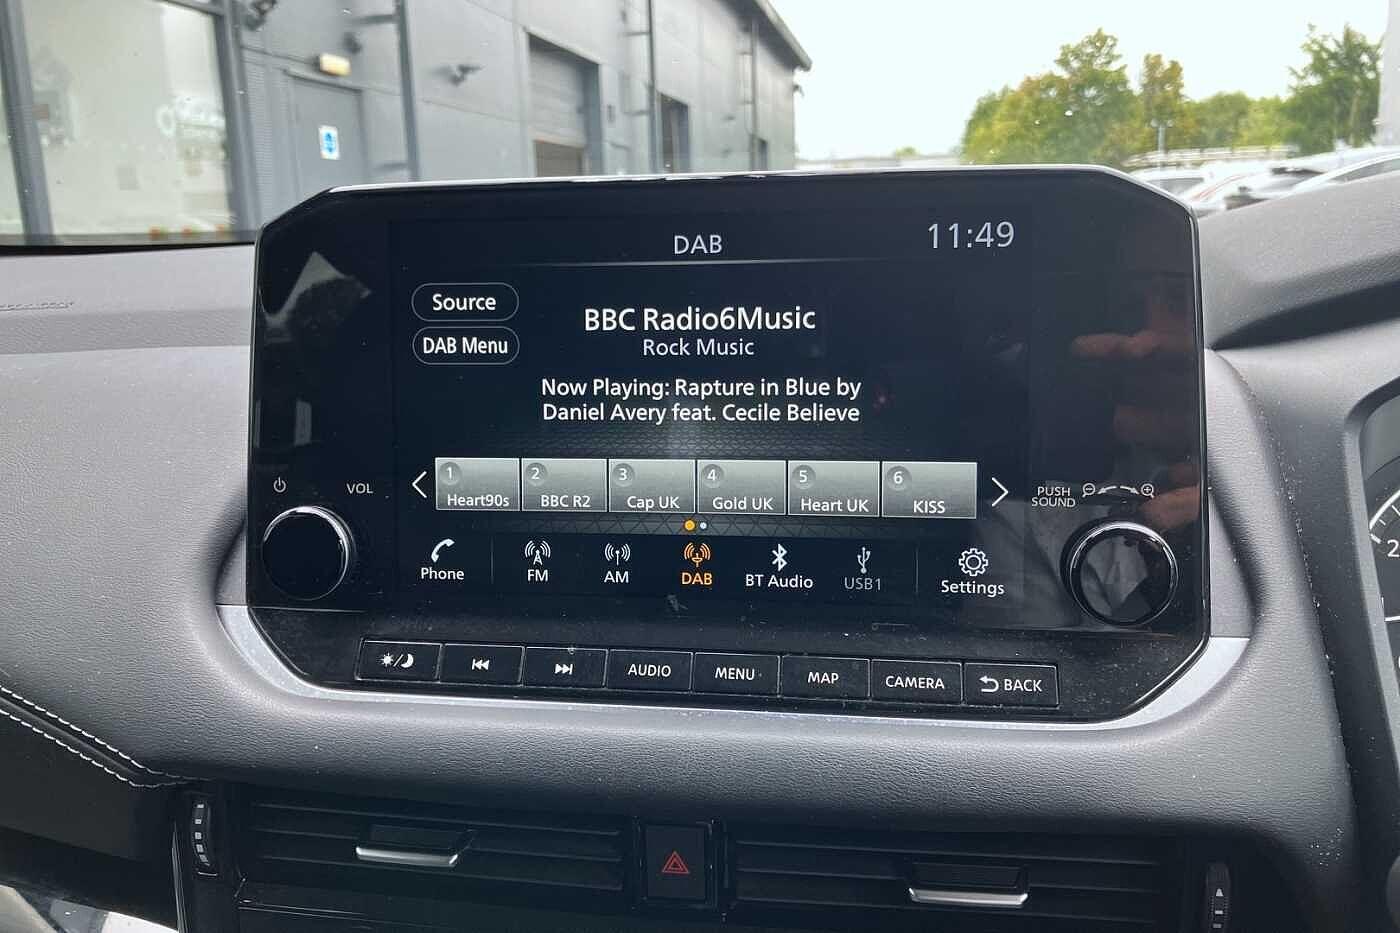 DAB
11:49
Source
DAB Menu
BBC Radio6Music
Rock Music
Now Playing: Rapture in Blue by
Daniel Avery feat. Cecile Believe
1 Heart90s
2 BBC R2
3 Cap UK
4 Gold UK
5 Heart UK
6 KISS
VOL
PUSH
SOUND
Phone
FM
AM
DAB
BT Audio
USB1
Settings
AUDIO
MENU
MAP
CAMERA
BACK
2